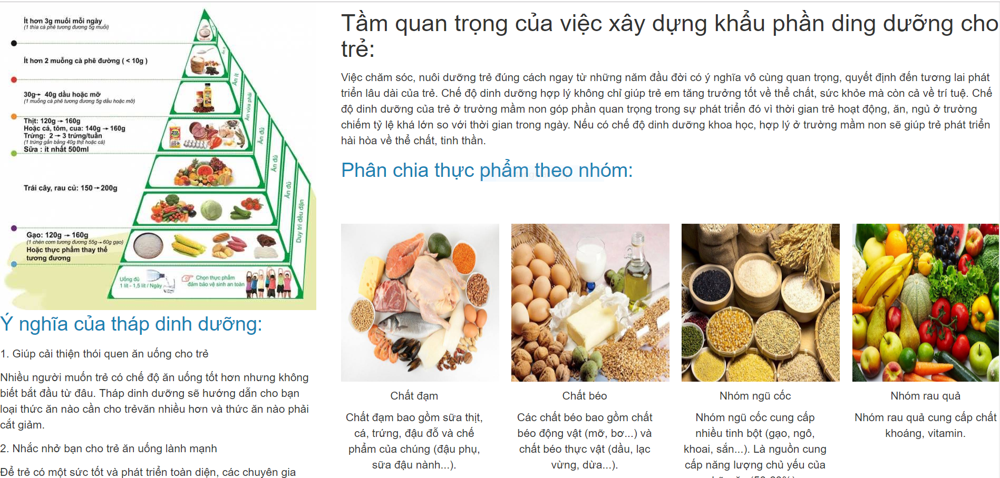 Ít hơn 3g muối mỗi ngày
(1 thìa cà phê tương đương 5g muối)
Ít hơn 2 muỗng cà phê đường ( < 10g )
30g→ 40g dầu hoặc mỡ
(1 muỗng cà phê tương đương 5g dầu hoặc mỡ)
Thịt: 120g → 160g
Hoặc cá, tôm, cua: 140g → 160g
Trứng: 2 → 3 trứng/tuần
(1 trứng gần bằng 40g thịt hoặc cá)
Sữa : ít nhất 500ml
Trái cây, rau củ: 150 → 200g
Gạo: 120g → 160g
(1 chén cơm tương đương 55g→60g gạo)
Hoặc thực phẩm thay thế
tương đương
Ăn ít
Ăn vừa phải
Ăn đủ
Ăn đủ
Ăn đủ
Duy trì đều đặn
Uống đủ
1 lít - 1,5 lít / Ngày
Chọn thực phẩm
đảm bảo vệ sinh an toàn
Ý nghĩa của tháp dinh dưỡng:
1. Giúp cải thiện thói quen ăn uống cho trẻ
Nhiều người muốn trẻ có chế độ ăn uống tốt hơn nhưng không
biết bắt đầu từ đâu. Tháp dinh dưỡng sẽ hướng dẫn cho bạn
loại thức ăn nào cần cho trẻvăn nhiều hơn và thức ăn nào phải
cắt giảm.
2. Nhắc nhở bạn cho trẻ ăn uống lành mạnh
Để trẻ có một sức tốt và phát triển toàn diện, các chuyên gia
Tầm quan trọng của việc xây dựng khẩu phần ding dưỡng cho
trẻ:
Việc chăm sóc, nuôi dưỡng trẻ đúng cách ngay từ những năm đầu đời có ý nghĩa vô cùng quan trọng, quyết định đến tương lai phát
triển lâu dài của trẻ. Chế độ dinh dưỡng hợp lý không chỉ giúp trẻ em tăng trưởng tốt về thể chất, sức khỏe mà còn cả về trí tuệ. Chế
độ dinh dưỡng của trẻ ở trường mầm non góp phần quan trọng trong sự phát triển đó vì thời gian trẻ hoạt động, ăn, ngủ ở trường
chiếm tỷ lệ khá lớn so với thời gian trong ngày. Nếu có chế độ dinh dưỡng khoa học, hợp lý ở trường mầm non sẽ giúp trẻ phát triển
hài hòa về thể chất, tinh thần.
Phân chia thực phẩm theo nhóm:
Chất đạm
Chất đạm bao gồm sữa thịt,
cá, trứng, đậu đỗ và chế
phẩm của chúng (đậu phụ,
sữa đậu nành...).
Chất béo
Các chất béo bao gồm chất
béo động vật (mỡ, bơ...) và
chất béo thực vật (dầu, lạc
vừng, dừa...).
Nhóm ngũ cốc
Nhóm ngũ cốc cung cấp
nhiều tinh bột (gạo, ngô,
khoai, sắn...). Là nguồn cung
cấp năng lượng chủ yếu của
Nhóm rau quả
Nhóm rau quả cung cấp chất
khoáng, vitamin.